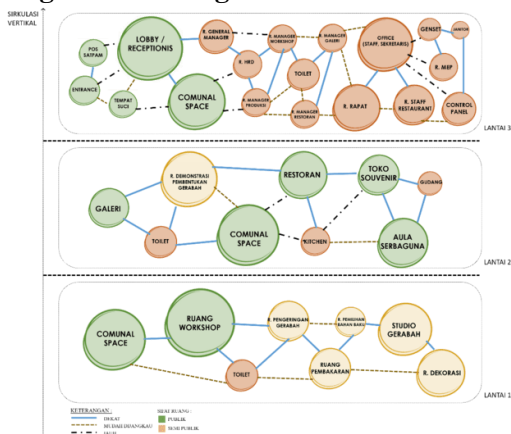 SIRKULASI
VERTIKAL
LOBBY /
RECEPTIONIS
POS
SATPAM
ENTRANCE
TEMPAT
SUCI
COMUNAL
SPACE
R. GENERAL
MANAGER
R. HRD
R. MANAGER
PRODUKSI
R. MANAGER
WORKSHOP
TOILET
R. MANAGER
RESTORAN
R. MANAGER
GALERI
OFFICE
(STAFF, SEKRETARIS)
R. RAPAT
R. STAFF
RESTAURANT
GENSET
JANITOR
R. MEP
CONTROL
PANEL
LANTAI 3
R. DEMONSTRASI
PEMBENTUKAN
GERABAH
GALERI
TOILET
COMUNAL
SPACE
RESTORAN
KITCHEN
TOKO
SOUVENIR
GUDANG
AULA
SERBAGUNA
LANTAI 2
COMUNAL
SPACE
RUANG
WORKSHOP
TOILET
R. PENGERINGAN
GERABAH
RUANG
PEMBAKARAN
BAHAN BAKU
STUDIO
GERABAH
R. DEKORASI
LANTAI 1
KETERANGAN :
DEKAT
MUDAH DIJANGKAU
PUBLIK
SEMI PUBLIK